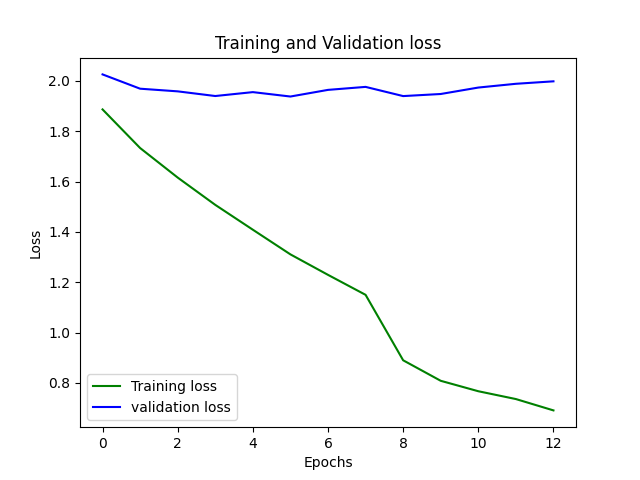 Training and Validation loss
2.0
1.8
1.6
1.4
1.2
1.0
0.8
Loss
Training loss
validation loss
0 2 4 6 8 10 12
Epochs